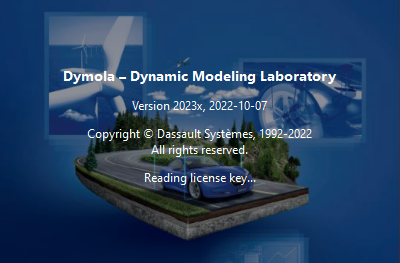 Dymola – Dynamic Modeling Laboratory
Version 2023x, 2022-10-07
Copyright © Dassault Systèmes, 1992-2022
All rights reserved.
Reading license key...